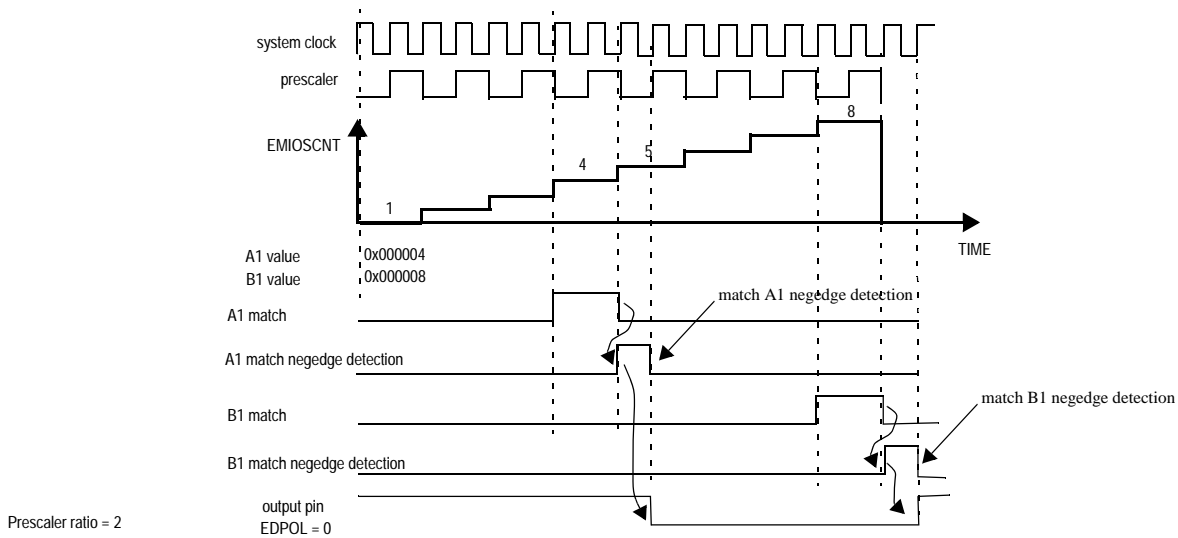 system clock
prescaler
8
EMIOSCNT
4
5
1
TIME
A1 value 0x000004
B1 value 0x000008
match A1 negedge detection
A1 match
A1 match negedge detection
match B1 negedge detection
B1 match
B1 match negedge detection
output pin
Prescaler ratio = 2
EDPOL = 0